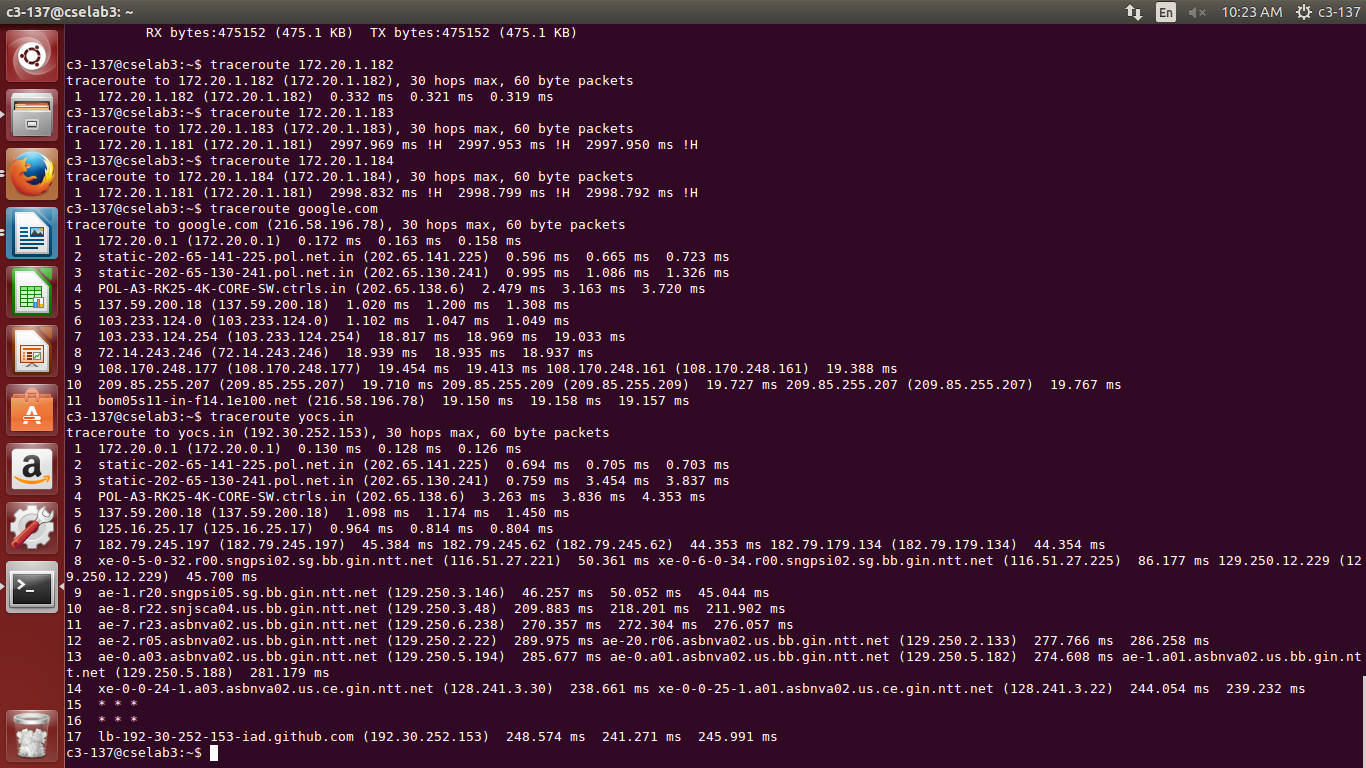 c3-137@cselab3: ~
En
10:23 AM
c3-137
RX bytes:475152 (475.1 KB)  TX bytes:475152 (475.1 KB)
c3-137@cselab3:~$ traceroute 172.20.1.182
traceroute to 172.20.1.182 (172.20.1.182), 30 hops max, 60 byte packets
 1  172.20.1.182 (172.20.1.182)  0.332 ms  0.321 ms  0.319 ms
c3-137@cselab3:~$ traceroute 172.20.1.183
traceroute to 172.20.1.183 (172.20.1.183), 30 hops max, 60 byte packets
 1  172.20.1.181 (172.20.1.181)  2997.969 ms !H  2997.953 ms !H  2997.950 ms !H
c3-137@cselab3:~$ traceroute 172.20.1.184
traceroute to 172.20.1.184 (172.20.1.184), 30 hops max, 60 byte packets
 1  172.20.1.181 (172.20.1.181)  2998.832 ms !H  2998.799 ms !H  2998.792 ms !H
c3-137@cselab3:~$ traceroute google.com
traceroute to google.com (216.58.196.78), 30 hops max, 60 byte packets
 1  172.20.0.1 (172.20.0.1)  0.172 ms  0.163 ms  0.158 ms
 2  static-202-65-141-225.pol.net.in (202.65.141.225)  0.596 ms  0.665 ms  0.723 ms
 3  static-202-65-130-241.pol.net.in (202.65.130.241)  0.995 ms  1.086 ms  1.326 ms
 4  POL-A3-RK25-4K-CORE-SW.ctrls.in (202.65.138.6)  2.479 ms  3.163 ms  3.720 ms
 5  137.59.200.18 (137.59.200.18)  1.020 ms  1.200 ms  1.308 ms
 6  103.233.124.0 (103.233.124.0)  1.102 ms  1.047 ms  1.049 ms
 7  103.233.124.254 (103.233.124.254)  18.817 ms  18.969 ms  19.033 ms
 8  72.14.243.246 (72.14.243.246)  18.939 ms  18.935 ms  18.937 ms
 9  108.170.248.177 (108.170.248.177)  19.454 ms  19.413 ms 108.170.248.161 (108.170.248.161)  19.388 ms
10  209.85.255.207 (209.85.255.207)  19.710 ms 209.85.255.209 (209.85.255.209)  19.727 ms 209.85.255.207 (209.85.255.207)  19.767 ms
11  bom05s11-in-f14.1e100.net (216.58.196.78)  19.150 ms  19.158 ms  19.157 ms
c3-137@cselab3:~$ traceroute yocs.in
traceroute to yocs.in (192.30.252.153), 30 hops max, 60 byte packets
 1  172.20.0.1 (172.20.0.1)  0.130 ms  0.128 ms  0.126 ms
 2  static-202-65-141-225.pol.net.in (202.65.141.225)  0.694 ms  0.705 ms  0.703 ms
 3  static-202-65-130-241.pol.net.in (202.65.130.241)  0.759 ms  3.454 ms  3.837 ms
 4  POL-A3-RK25-4K-CORE-SW.ctrls.in (202.65.138.6)  3.263 ms  3.836 ms  4.353 ms
 5  137.59.200.18 (137.59.200.18)  1.098 ms  1.174 ms  1.450 ms
 6  125.16.25.17 (125.16.25.17)  0.964 ms  0.814 ms  0.804 ms
 7  182.79.245.197 (182.79.245.197)  45.384 ms 182.79.245.62 (182.79.245.62)  44.353 ms 182.79.179.134 (182.79.179.134)  44.354 ms
 8  xe-0-5-0-32.r00.sngpsi02.sg.bb.gin.ntt.net (116.51.27.221)  50.361 ms xe-0-6-0-34.r00.sngpsi02.sg.bb.gin.ntt.net (116.51.27.225)  86.177 ms 129.250.12.229 (12
9.250.12.229)  45.700 ms
 9  ae-1.r20.sngpsi05.sg.bb.gin.ntt.net (129.250.3.146)  46.257 ms  50.052 ms  45.044 ms
10  ae-8.r22.snjsca04.us.bb.gin.ntt.net (129.250.3.48)  209.883 ms  218.201 ms  211.902 ms
11  ae-7.r23.asbnva02.us.bb.gin.ntt.net (129.250.6.238)  270.357 ms  272.304 ms  276.057 ms
12  ae-2.r05.asbnva02.us.bb.gin.ntt.net (129.250.2.22)  289.975 ms ae-20.r06.asbnva02.us.bb.gin.ntt.net (129.250.2.133)  277.766 ms  286.258 ms
13  ae-0.a03.asbnva02.us.bb.gin.ntt.net (129.250.5.194)  285.677 ms ae-0.a01.asbnva02.us.bb.gin.ntt.net (129.250.5.182)  274.608 ms ae-1.a01.asbnva02.us.bb.gin.nt
t.net (129.250.5.188)  281.179 ms
14  xe-0-0-24-1.a03.asbnva02.us.ce.gin.ntt.net (128.241.3.30)  238.661 ms xe-0-0-25-1.a01.asbnva02.us.ce.gin.ntt.net (128.241.3.22)  244.054 ms  239.232 ms
15  * * *
16  * * *
17  lb-192-30-252-153-iad.github.com (192.30.252.153)  248.574 ms  241.271 ms  245.991 ms
c3-137@cselab3:~$